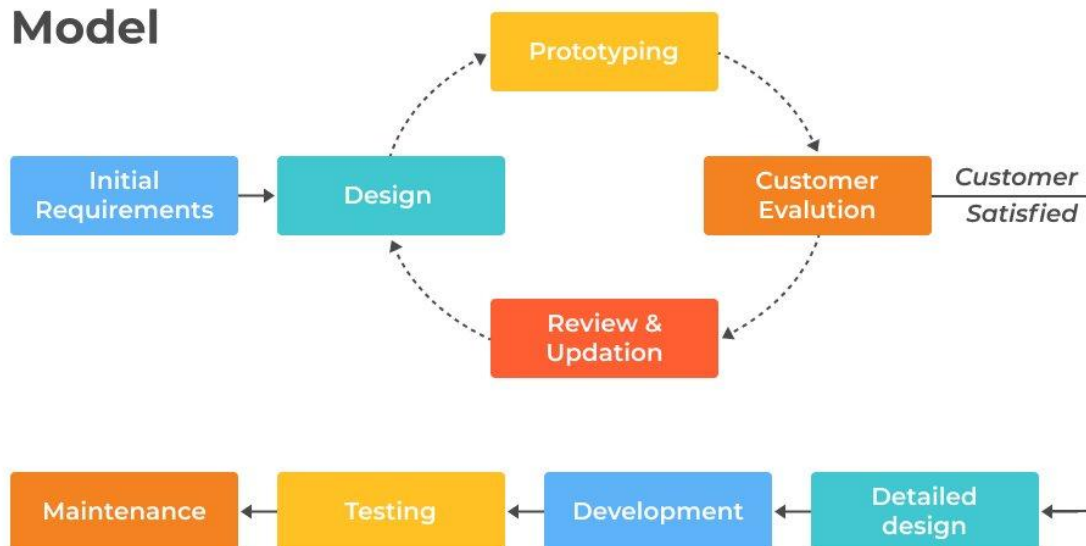 Model
Prototyping
Initial
Requirements
Design
Customer
Evalution
Customer
Satisfied
Review &
Updation
Maintenance
Testing
Development
Detailed
design